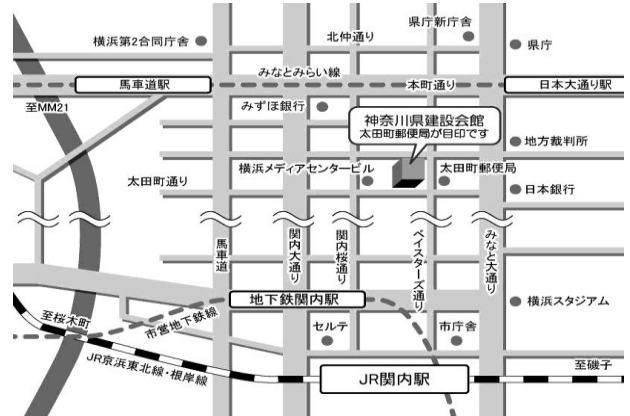 県庁新庁舎
横浜第2合同庁舎
北仲通り
県庁
みなとみらい線
馬車道駅
本町通り
日本大通り駅
至MM21
みずほ銀行
神奈川県建設会館
太田町郵便局が目印です
地方裁判所
太田町通り
横浜メディアセンタービル
太田町郵便局
日本銀行
馬車道
関内大通り
関内桜通り
ベイスターズ通り
みなと大通り
地下鉄関内駅
横浜スタジアム
至桜木町
市営地下鉄線
セルテ
市庁舎
JR京浜東北線・根岸線
JR関内駅
至磯子